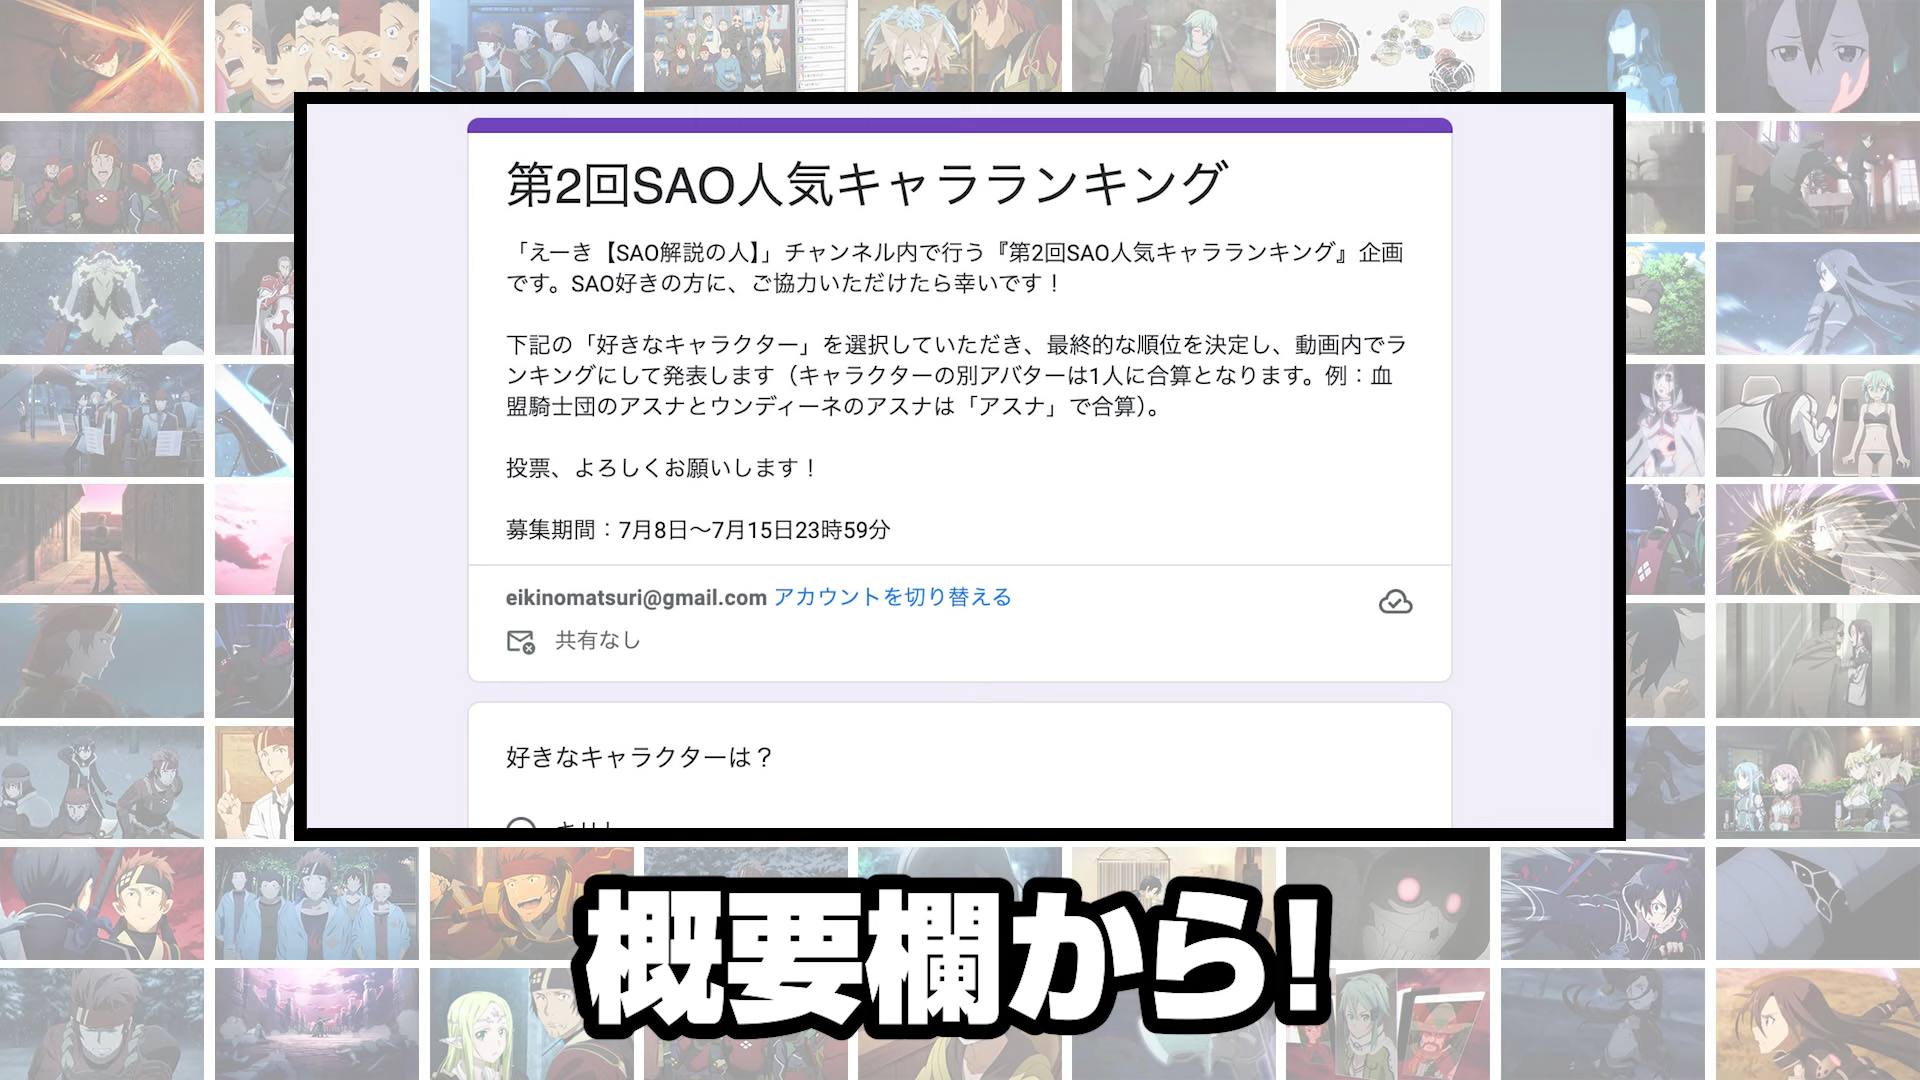 第2回SAO人気キャラランキング
「えーき【SAO解説の人】」チャンネル内で行う『第2回SAO人気キャラランキング』企画
です。SAO好きの方に、ご協力いただけたら幸いです！
下記の「好きなキャラクター」を選択していただき、最終的な順位を決定し、動画内でラ
ンキングにして発表します（キャラクターの別アバターは1人に合算となります。例：血
盟騎士団のアスナとウンディーネのアスナは「アスナ」で合算）。
投票、よろしくお願いします！
募集期間：7月8日〜7月15日23時59分
eikinomatsuri@gmail.com アカウントを切り替える
共有なし
好きなキャラクターは？
概要欄から!